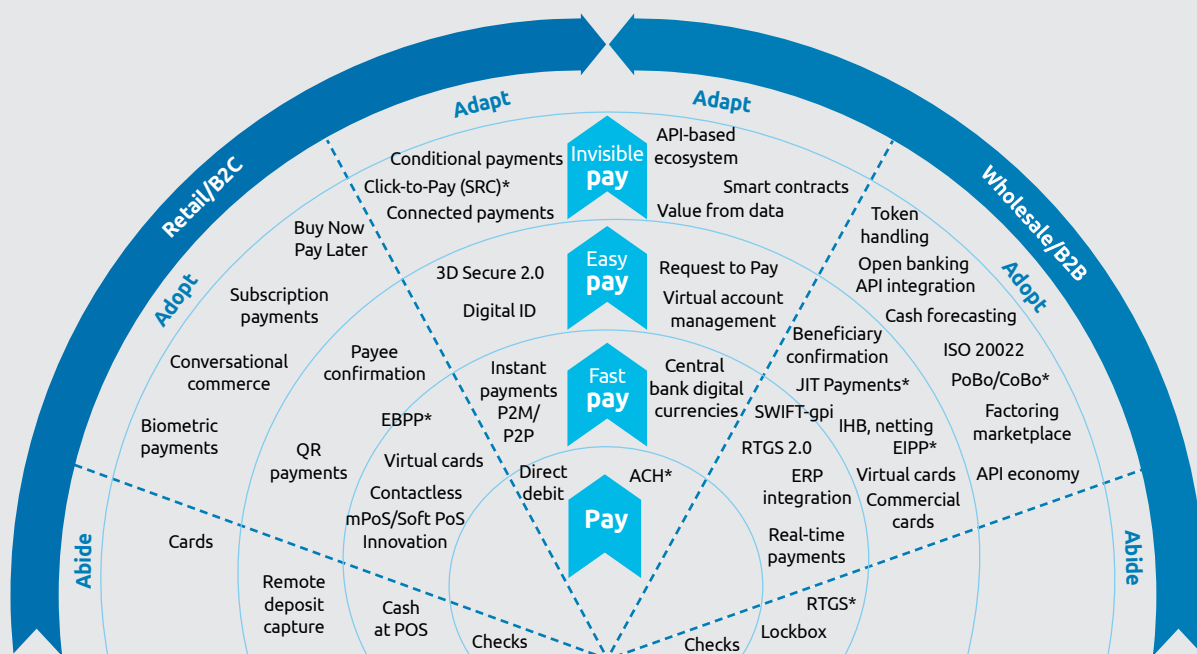 Adapt
Adapt
Retail/B2C
Wholesale/B2B
Adopt
Adopt
Abide
Abide
Invisible
pay
Easy
pay
Fast
pay
Pay
Conditional payments
Click-to-Pay (SRC)*
Connected payments
API-based
ecosystem
Smart contracts
Value from data
Buy Now
Pay Later
3D Secure 2.0
Digital ID
Request to Pay
Virtual account
management
Token
handling
Open banking
API integration
Subscription
payments
Cash forecasting
Conversational
commerce
Payee
confirmation
Instant
payments
P2M/
P2P
Central
bank digital
currencies
Beneficiary
confirmation
ISO 20022
JIT Payments*
PoBo/CoBo*
Biometric
payments
EBPP*
SWIFT-gpi
IHB, netting
EIPP*
Factoring
marketplace
QR
payments
Virtual cards
Direct
debit
ACH*
RTGS 2.0
ERP
integration
Virtual cards
API economy
Contactless
mPoS/Soft PoS
Innovation
Commercial
cards
Cards
Real-time
payments
Remote
deposit
capture
Cash
at POS
Checks
Checks
RTGS*
Lockbox